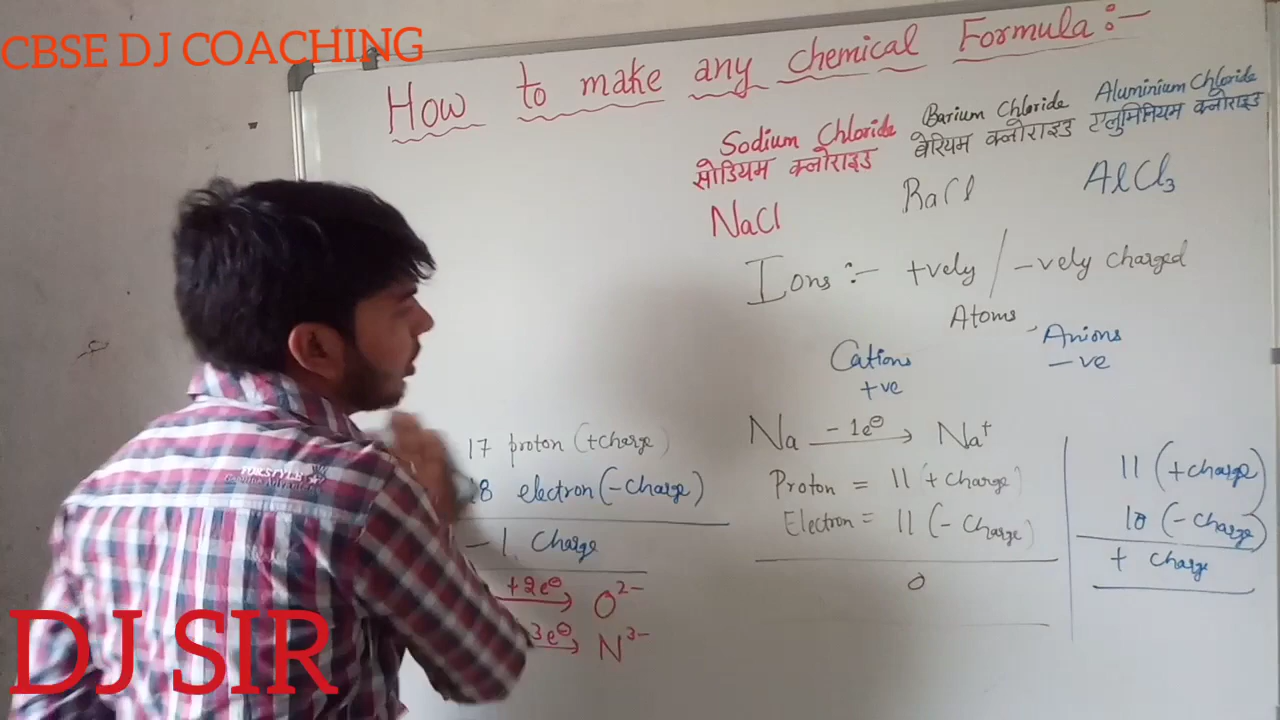 CBSE DJ COACHING
How to make any chemical Formula:-
Sodium Chloride
सोडियम क्लोराइड
NaCl
Barium Chloride
बेरियम क्लोराइड
BaCl
Aluminium Chloride
एलुमिनियम क्लोराइड
AlCl₃
Ions :- +vely / -vely charged
Atoms
Cations
+ve
Anions
-ve
17 proton (+charge)
8 electron (-Charge)
-1 Charge
+2e⊖ → O²⁻
3e⊖ → N³⁻
Na -1e⊖ → Na⁺
Proton = 11 (+ Charge)
Electron = 11 (- Charge)
0
11 (+charge)
10 (-Charge)
+ Charge
DJ SIR